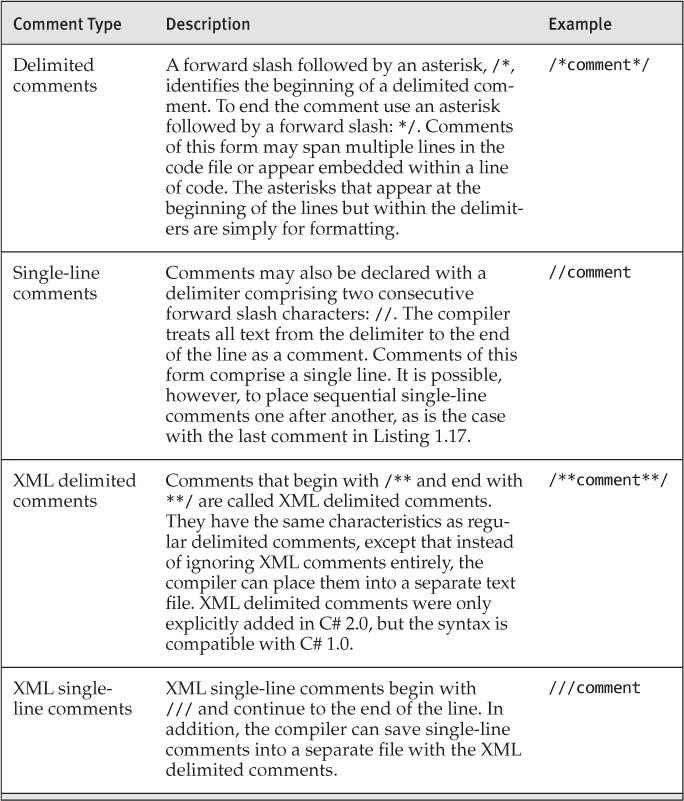 Comment Type Description Example
Delimited comments
A forward slash followed by an asterisk, /*,
identifies the beginning of a delimited com-
ment. To end the comment use an asterisk
followed by a forward slash: */. Comments
of this form may span multiple lines in the
code file or appear embedded within a line
of code. The asterisks that appear at the
beginning of the lines but within the delimit-
ers are simply for formatting.
/*comment*/
Single-line
comments
Comments may also be declared with a
delimiter comprising two consecutive
forward slash characters: //. The compiler
treats all text from the delimiter to the end
of the line as a comment. Comments of this
form comprise a single line. It is possible,
however, to place sequential single-line
comments one after another, as is the case
with the last comment in Listing 1.17.
//comment
XML delimited
comments
Comments that begin with /** and end with
**/ are called XML delimited comments.
They have the same characteristics as regu-
lar delimited comments, except that instead
of ignoring XML comments entirely, the
compiler can place them into a separate text
file. XML delimited comments were only
explicitly added in C# 2.0, but the syntax is
compatible with C# 1.0.
/**comment**/
XML single-
line comments
XML single-line comments begin with
/// and continue to the end of the line. In
addition, the compiler can save single-line
comments into a separate file with the XML
delimited comments.
///comment